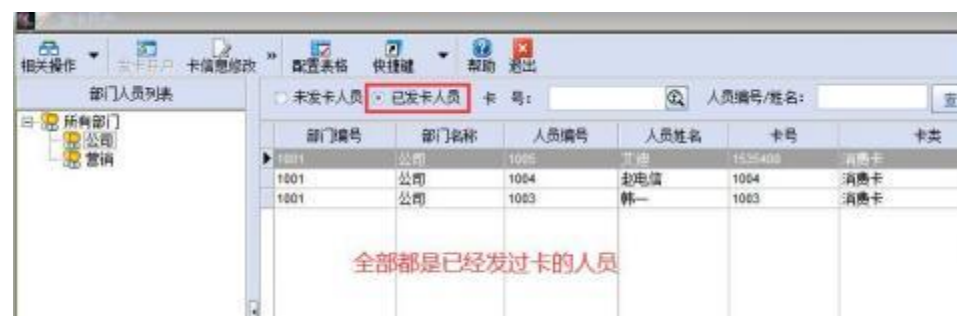 相关操作 发卡开户 卡信息修改 » 配置表格 快捷键 帮助 退出
部门人员列表
未发卡人员 已发卡人员 卡 号: 人员编号/姓名:
所有部门
公司
营销
部门编号 部门名称 人员编号 人员姓名 卡号 卡类
1001 公司 1005 艾迪 1535400 消费卡
1001 公司 1004 赵电信 1004 消费卡
1001 公司 1003 韩一 1003 消费卡
全部都是已经发过卡的人员